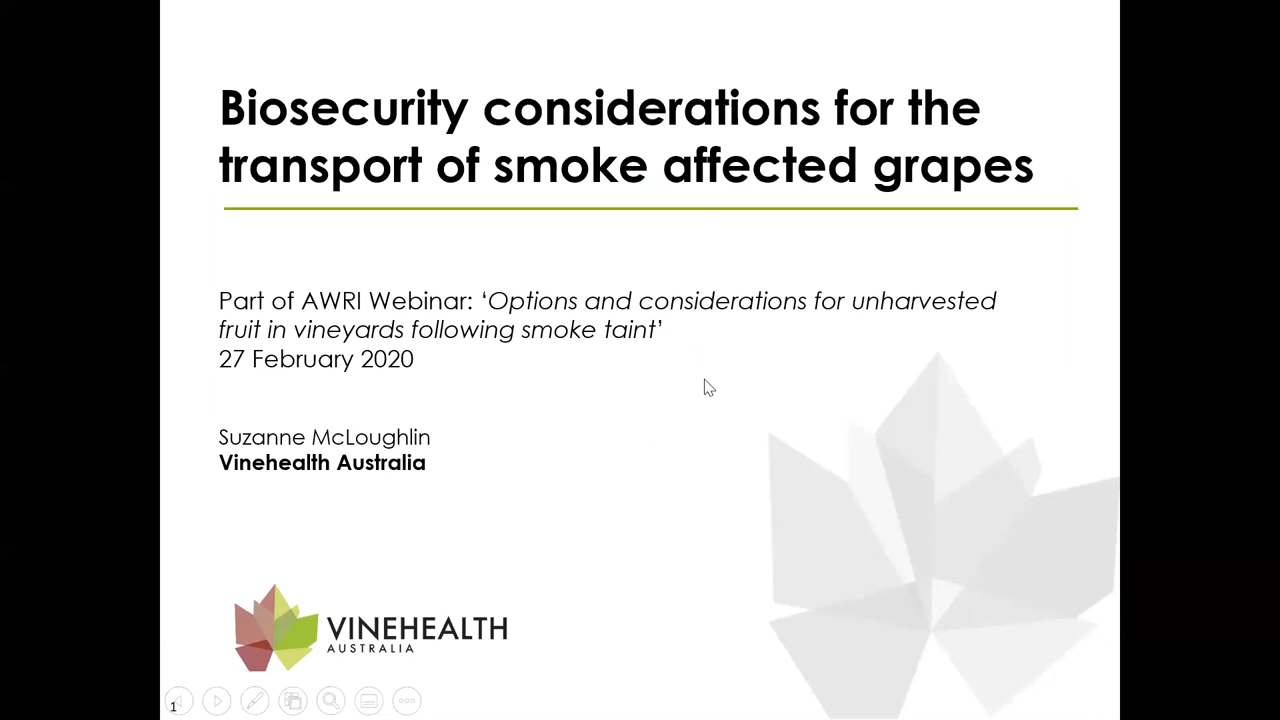 Biosecurity considerations for the
transport of smoke affected grapes
Part of AWRI Webinar: ‘Options and considerations for unharvested
fruit in vineyards following smoke taint’
27 February 2020
Suzanne McLoughlin
Vinehealth Australia
VINEHEALTH
AUSTRALIA
1